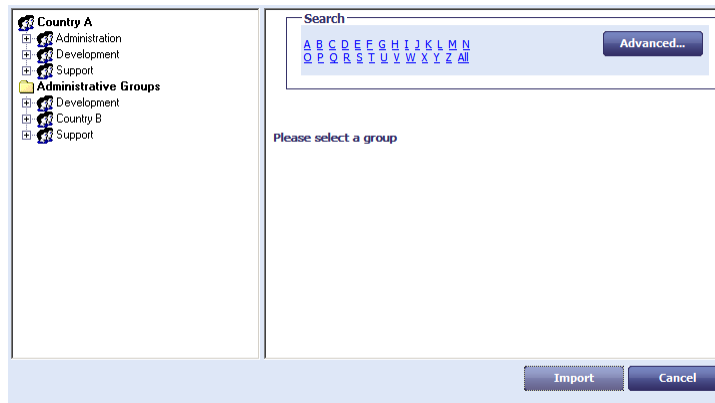 Country A
Administration
Development
Support
Administrative Groups
Development
Country B
Support
Search
A B C D E F G H I J K L M N
O P Q R S T U V W X Y Z All
Advanced...
Please select a group
Import
Cancel